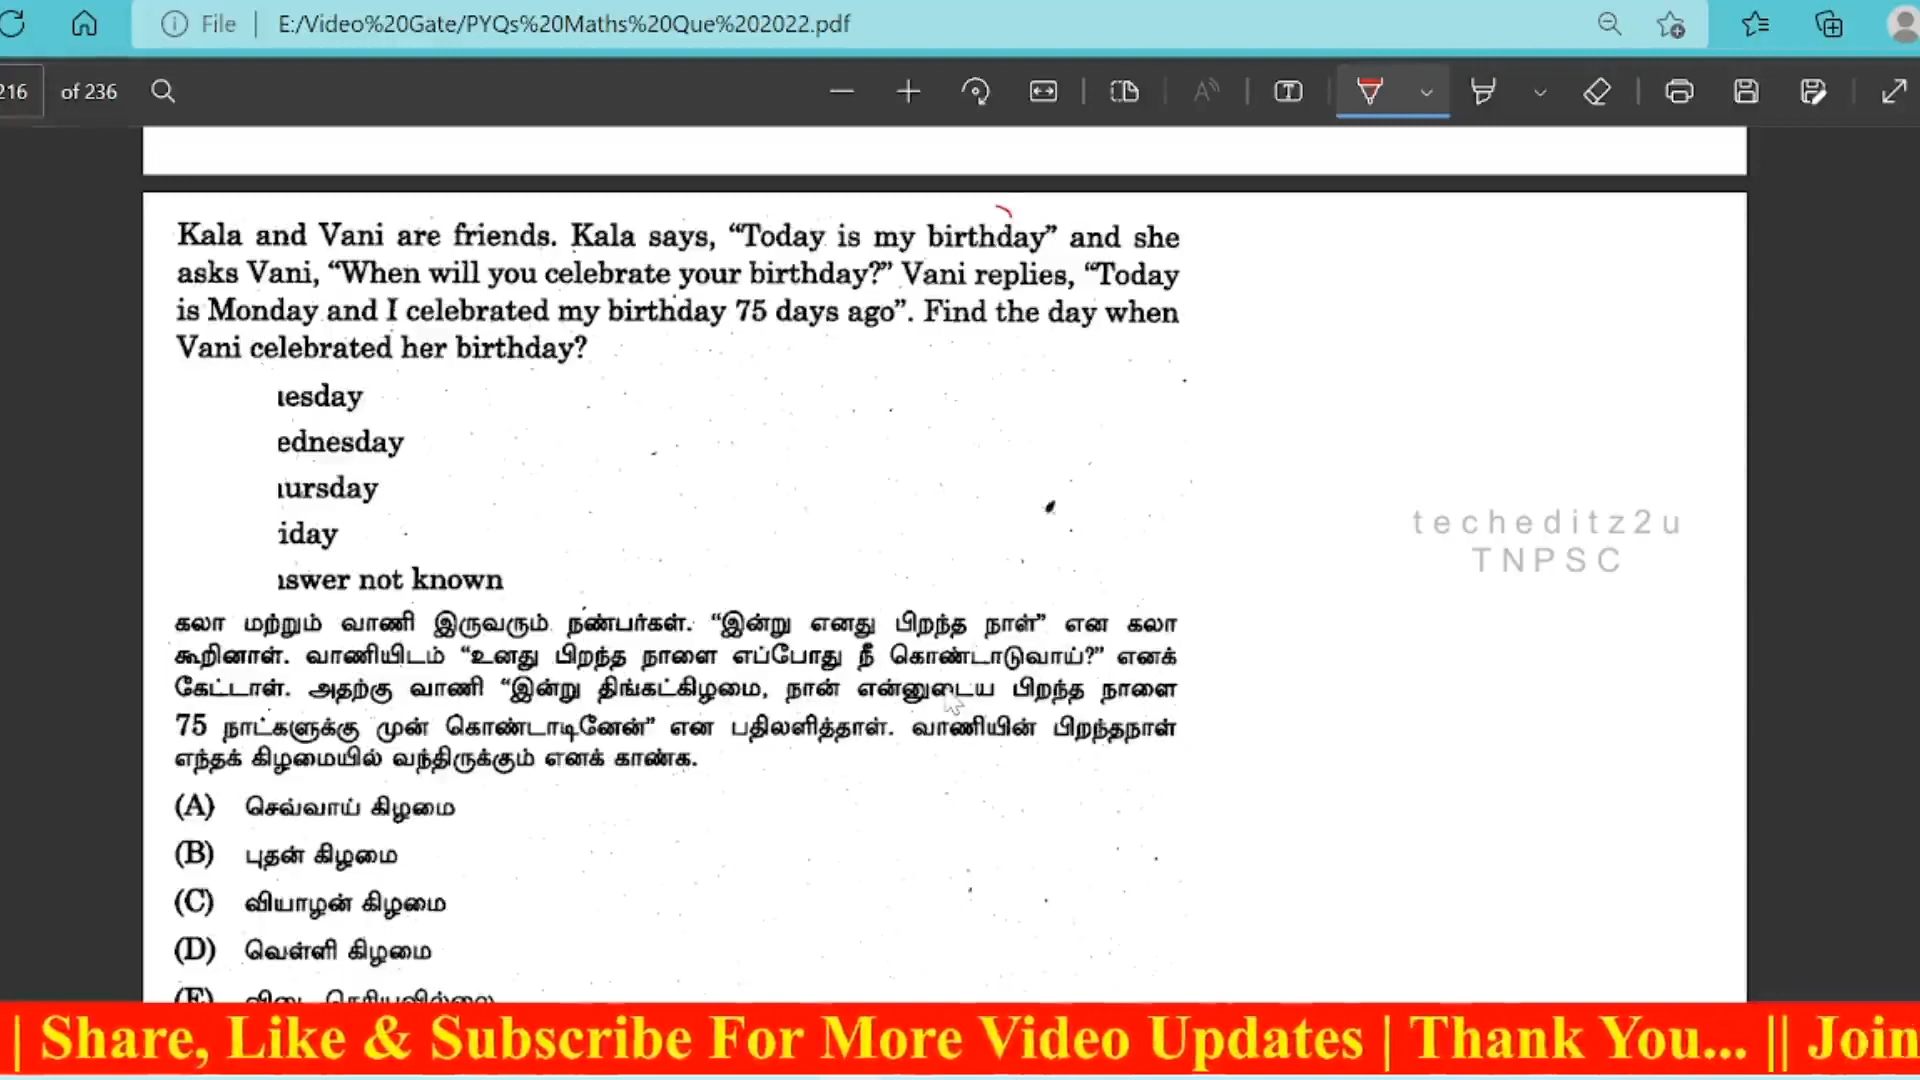 File | E:/Video%20Gate/PYQs%20Maths%20Que%202022.pdf
216 of 236
Kala and Vani are friends. Kala says, “Today is my birthday” and she
asks Vani, “When will you celebrate your birthday?” Vani replies, “Today
is Monday and I celebrated my birthday 75 days ago”. Find the day when
Vani celebrated her birthday?
uesday
ednesday
ursday
iday
nswer not known
techeditz2u
TNPSC
கலா மற்றும் வாணி இருவரும் நண்பர்கள். “இன்று எனது பிறந்த நாள்” என கலா
கூறினாள். வாணியிடம் “உனது பிறந்த நாளை எப்போது நீ கொண்டாடுவாய்?” எனக்
கேட்டாள். அதற்கு வாணி “இன்று திங்கட்கிழமை, நான் என்னுடைய பிறந்த நாளை
75 நாட்களுக்கு முன் கொண்டாடினேன்” என பதிலளித்தாள். வாணியின் பிறந்தநாள்
எந்தக் கிழமையில் வந்திருக்கும் எனக் காண்க.
(A) செவ்வாய் கிழமை
(B) புதன் கிழமை
(C) வியாழன் கிழமை
(D) வெள்ளி கிழமை
(E) விடை தெரியவில்லை
| Share, Like & Subscribe For More Video Updates | Thank You... || Join